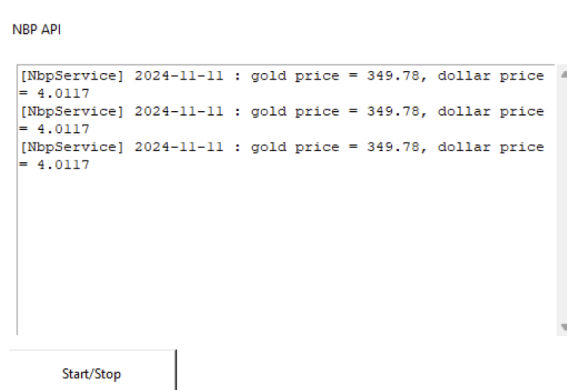 NBP API
[NbpService] 2024-11-11 : gold price = 349.78, dollar price
= 4.0117
[NbpService] 2024-11-11 : gold price = 349.78, dollar price
= 4.0117
[NbpService] 2024-11-11 : gold price = 349.78, dollar price
= 4.0117
Start/Stop